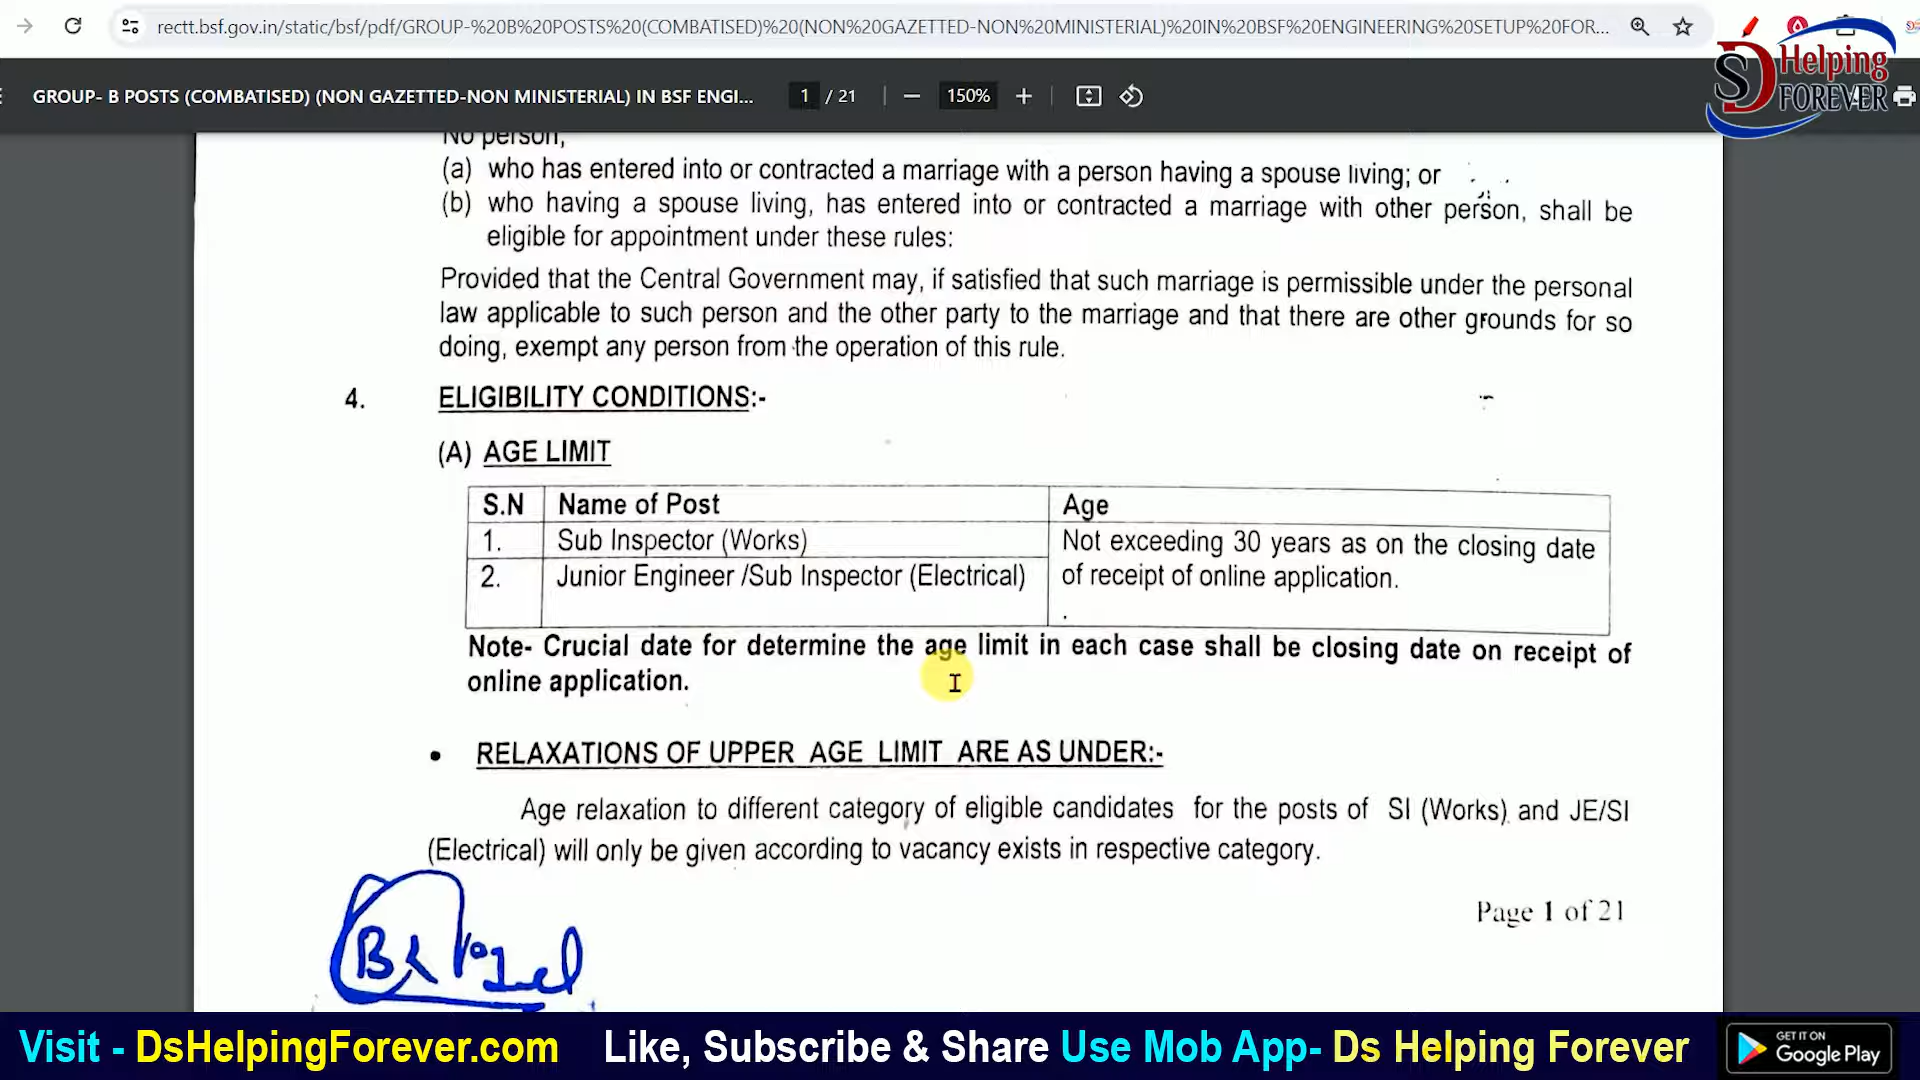 rectt.bsf.gov.in/static/bsf/pdf/GROUP-%20B%20POSTS%20(COMBATISED)%20(NON%20GAZETTED-NON%20MINISTERIAL)%20IN%20BSF%20ENGINEERING%20SETUP%20FOR...
SD Helping FOREVER
GROUP- B POSTS (COMBATISED) (NON GAZETTED-NON MINISTERIAL) IN BSF ENGI...
1 / 21
150%
No person,
(a) who has entered into or contracted a marriage with a person having a spouse living; or
(b) who having a spouse living, has entered into or contracted a marriage with other person, shall be
eligible for appointment under these rules:
Provided that the Central Government may, if satisfied that such marriage is permissible under the personal
law applicable to such person and the other party to the marriage and that there are other grounds for so
doing, exempt any person from the operation of this rule.
4. ELIGIBILITY CONDITIONS:-
(A) AGE LIMIT
S.N Name of Post Age
1. Sub Inspector (Works) Not exceeding 30 years as on the closing date
2. Junior Engineer /Sub Inspector (Electrical) of receipt of online application.
Note- Crucial date for determine the age limit in each case shall be closing date on receipt of
online application.
• RELAXATIONS OF UPPER AGE LIMIT ARE AS UNDER:-
Age relaxation to different category of eligible candidates for the posts of SI (Works) and JE/SI
(Electrical) will only be given according to vacancy exists in respective category.
Page 1 of 21
Visit - DsHelpingForever.com Like, Subscribe & Share Use Mob App- Ds Helping Forever
GET IT ON
Google Play